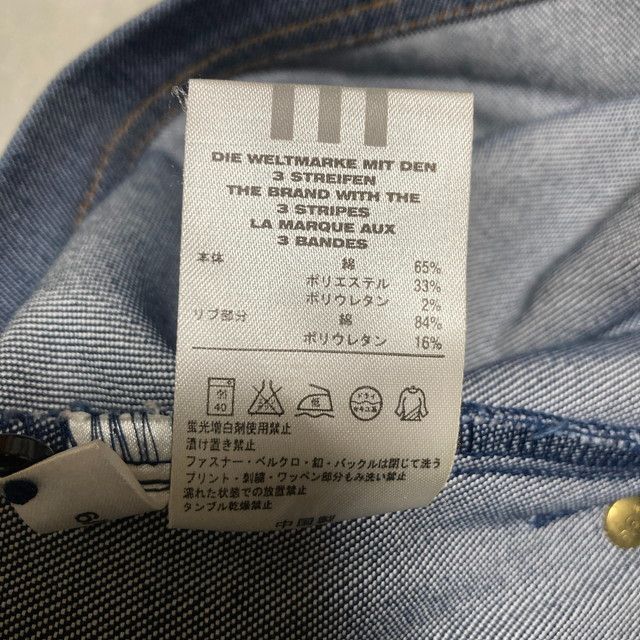 DIE WELTMARKE MIT DEN
3 STREIFEN
THE BRAND WITH THE
3 STRIPES
LA MARQUE AUX
3 BANDES
本体 綿 65%
ポリエステル 33%
ポリウレタン 2%
リブ部分 綿 84%
ポリウレタン 16%
弱
40
蛍光増白剤使用禁止
漬け置き禁止
ファスナー・ベルクロ・釦・バックルは閉じて洗う
プリント・刺繍・ワッペン部分もみ洗い禁止
濡れた状態での放置禁止
タンブル乾燥禁止
中国製